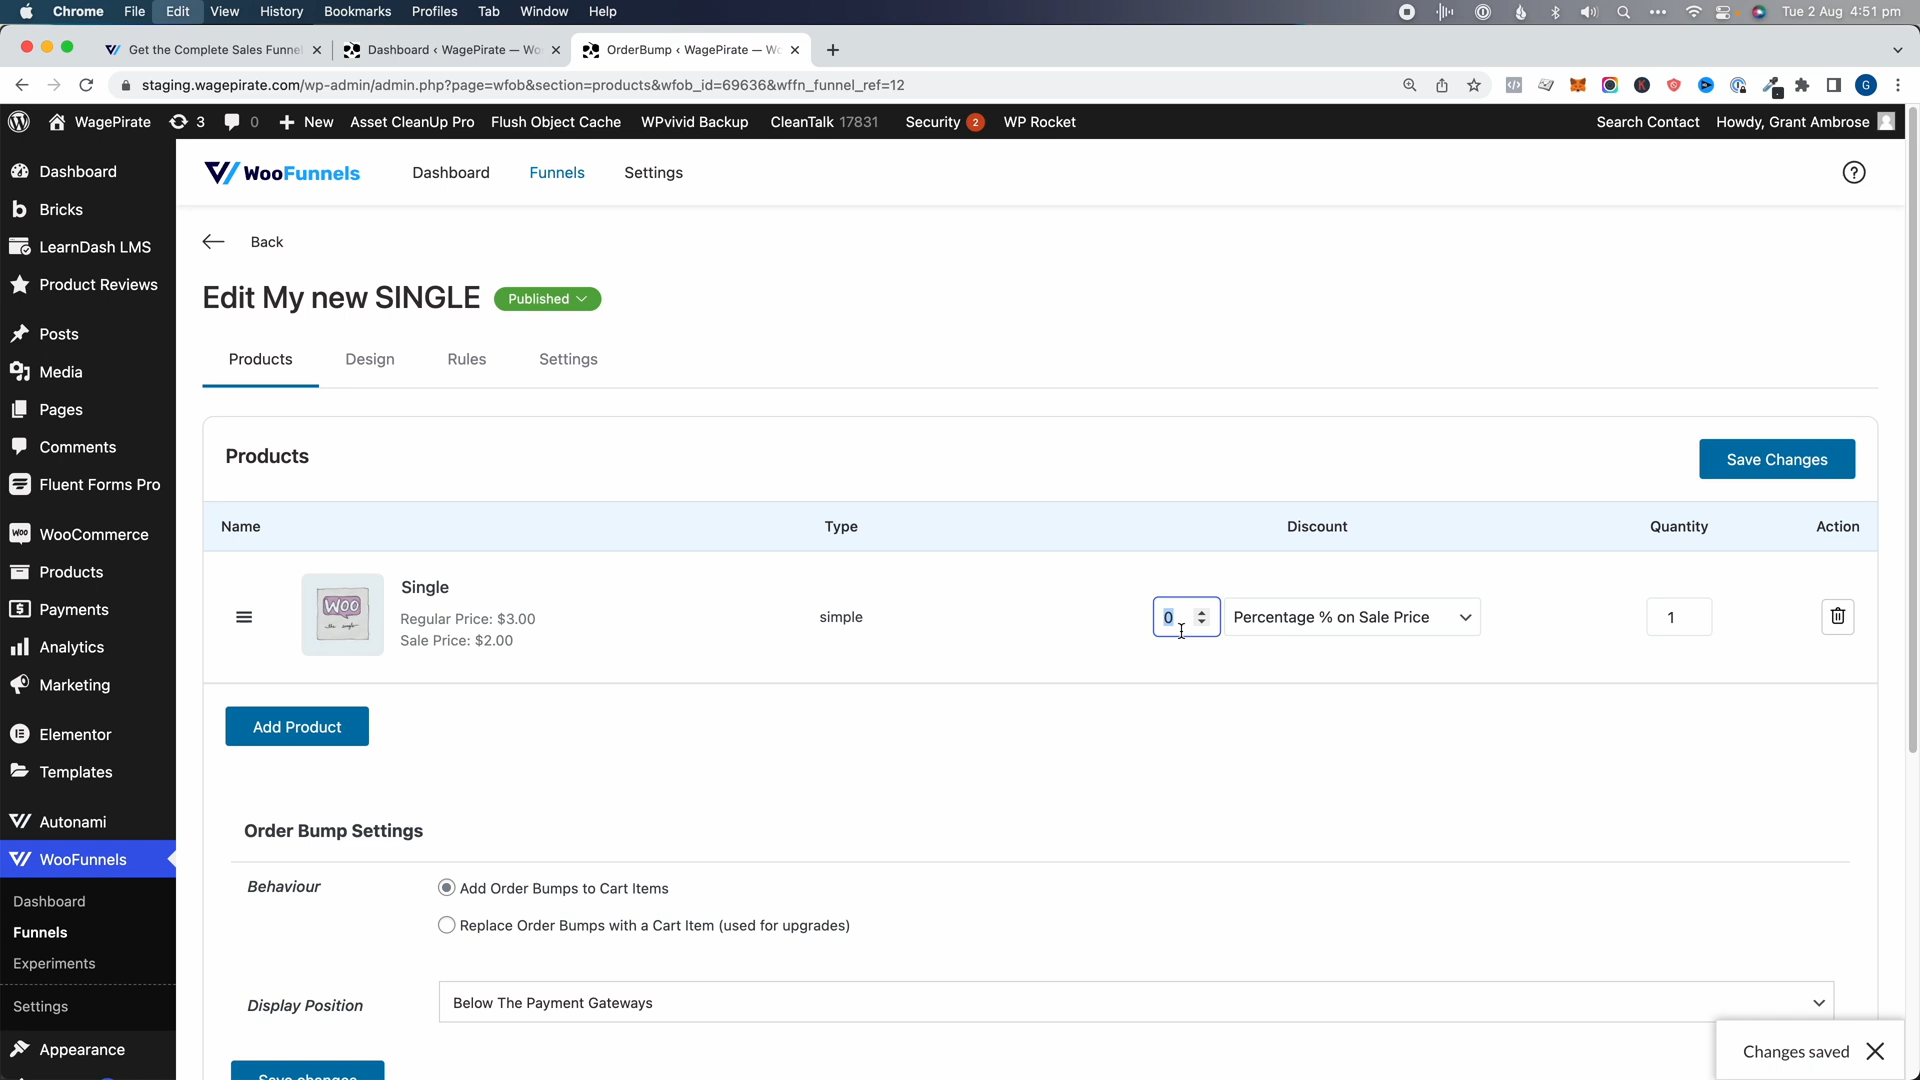 Chrome File Edit View History Bookmarks Profiles Tab Window Help Tue 2 Aug 4:51 pm
Get the Complete Sales Funne Dashboard ‹ WagePirate — Wo OrderBump ‹ WagePirate — Wo
staging.wagepirate.com/wp-admin/admin.php?page=wfob&section=products&wfob_id=69636&wffn_funnel_ref=12
WagePirate 3 0 New Asset CleanUp Pro Flush Object Cache WPvivid Backup CleanTalk 17831 Security 2 WP Rocket Search Contact Howdy, Grant Ambrose
Dashboard
Bricks
LearnDash LMS
Product Reviews
Posts
Media
Pages
Comments
Fluent Forms Pro
WooCommerce
Products
Payments
Analytics
Marketing
Elementor
Templates
Autonami
WooFunnels
Dashboard
Funnels
Experiments
Settings
Appearance
WooFunnels Dashboard Funnels Settings
Back
Edit My new SINGLE Published
Products Design Rules Settings
Products Save Changes
Name Type Discount Quantity Action
WOO
the single
Single
Regular Price: $3.00
Sale Price: $2.00
simple 0 Percentage % on Sale Price 1
Add Product
Order Bump Settings
Behaviour Add Order Bumps to Cart Items
Replace Order Bumps with a Cart Item (used for upgrades)
Display Position Below The Payment Gateways
Save changes
Changes saved